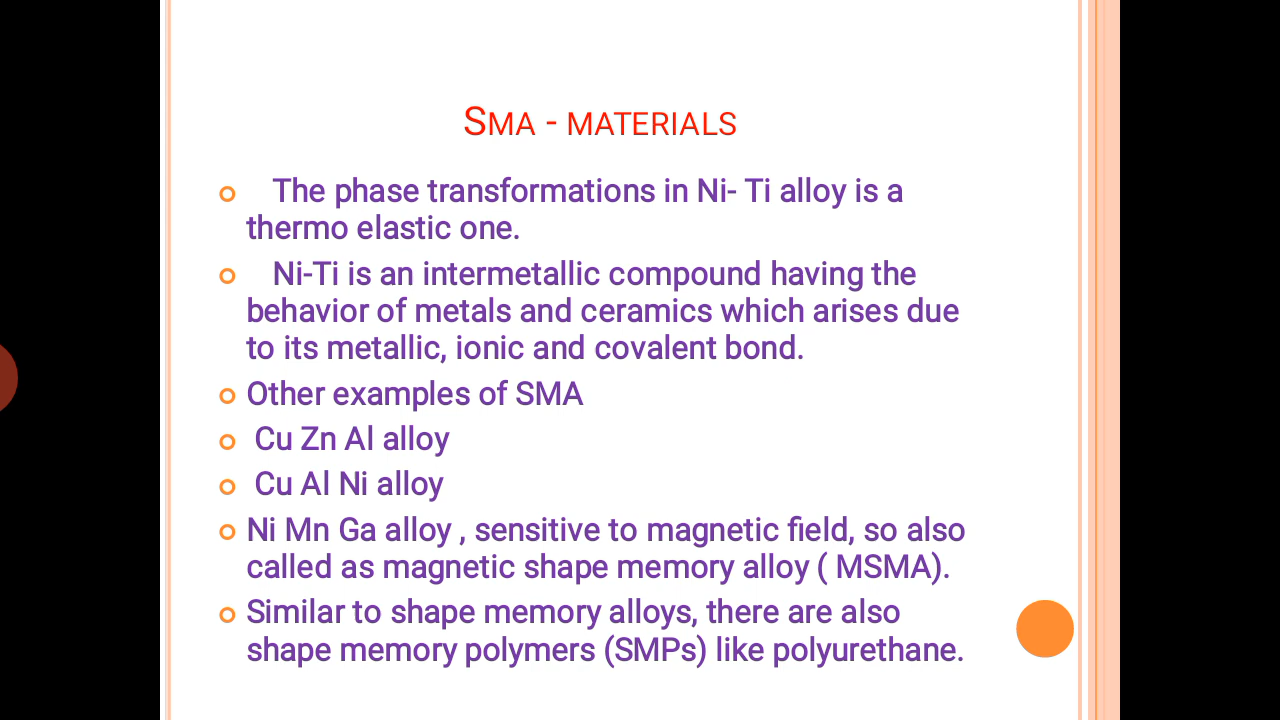 SMA - MATERIALS
The phase transformations in Ni- Ti alloy is a
thermo elastic one.
Ni-Ti is an intermetallic compound having the
behavior of metals and ceramics which arises due
to its metallic, ionic and covalent bond.
Other examples of SMA
Cu Zn Al alloy
Cu Al Ni alloy
Ni Mn Ga alloy , sensitive to magnetic field, so also
called as magnetic shape memory alloy ( MSMA).
Similar to shape memory alloys, there are also
shape memory polymers (SMPs) like polyurethane.